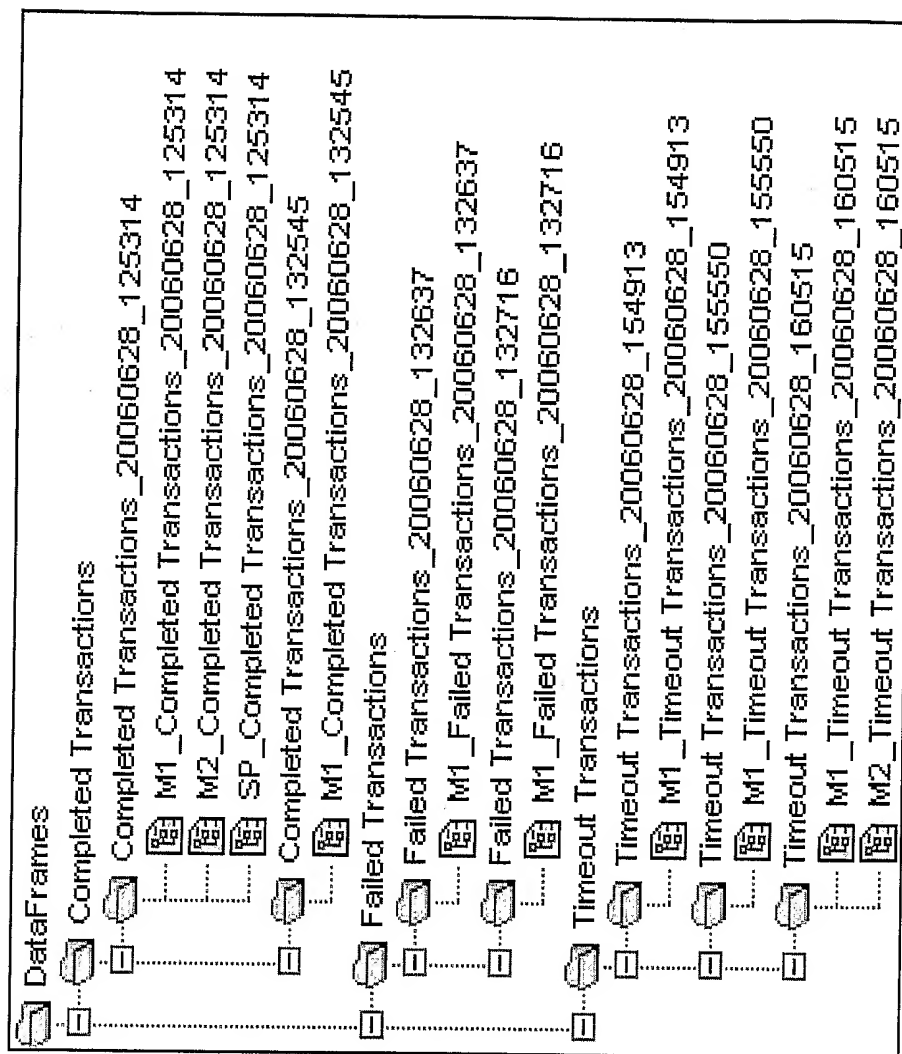 DataFrames
Completed Transactions
Completed Transactions_20060628_125314
M1_Completed Transactions_20060628_125314
M2_Completed Transactions_20060628_125314
SP_Completed Transactions_20060628_125314
Completed Transactions_20060628_132545
M1_Completed Transactions_20060628_132545
Failed Transactions
Failed Transactions_20060628_132637
M1_Failed Transactions_20060628_132637
Failed Transactions_20060628_132716
M1_Failed Transactions_20060628_132716
Timeout Transactions
Timeout Transactions_20060628_154913
M1_Timeout Transactions_20060628_154913
Timeout Transactions_20060628_155550
M1_Timeout Transactions_20060628_155550
Timeout Transactions_20060628_160515
M1_Timeout Transactions_20060628_160515
M2_Timeout Transactions_20060628_160515